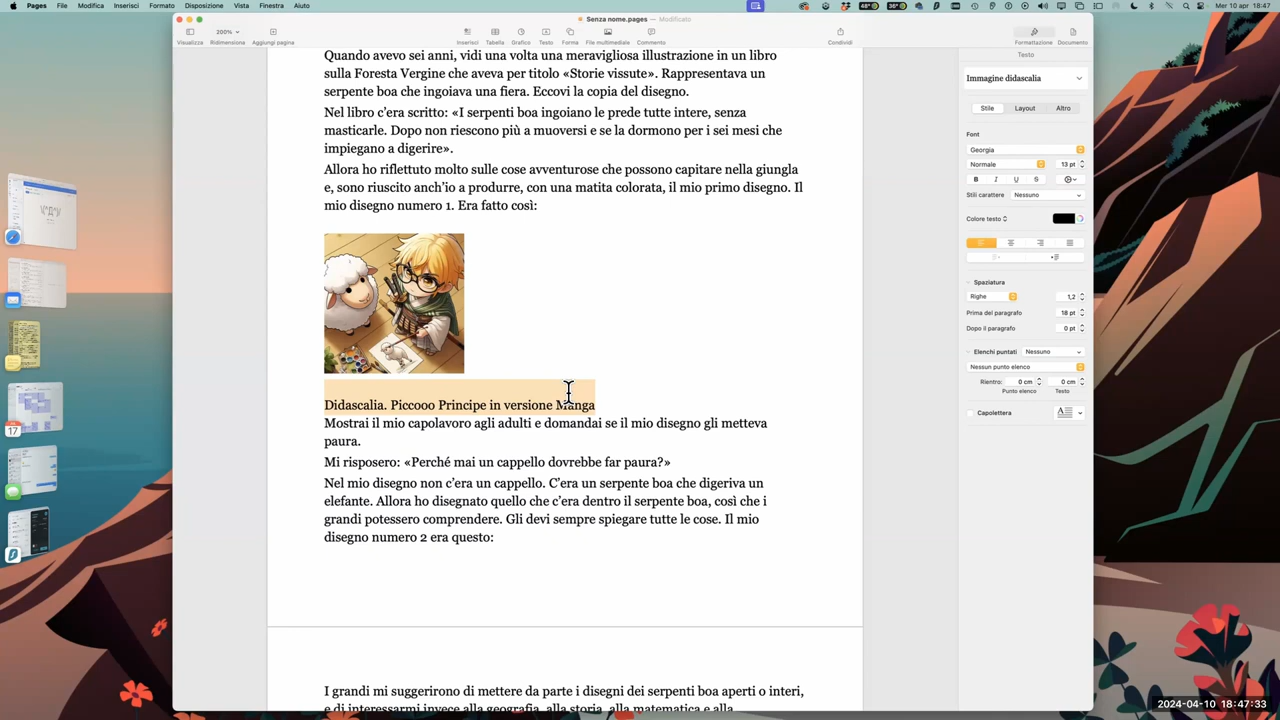 Pages File Modifica Inserisci Formato Disposizione Vista Finestra Aiuto
48° 36° Mer 10 apr 18:47
Senza nome.pages — Modificato
200%
Visualizza Ridimensiona Aggiungi pagina Inserisci Tabella Grafico Testo Forma File multimediale Commento Condividi Formattazione Documento
Quando avevo sei anni, vidi una volta una meravigliosa illustrazione in un libro
sulla Foresta Vergine che aveva per titolo «Storie vissute». Rappresentava un
serpente boa che ingoiava una fiera. Eccovi la copia del disegno.
Nel libro c’era scritto: «I serpenti boa ingoiano le prede tutte intere, senza
masticarle. Dopo non riescono più a muoversi e se la dormono per i sei mesi che
impiegano a digerire».
Allora ho riflettuto molto sulle cose avventurose che possono capitare nella giungla
e, sono riuscito anch’io a produrre, con una matita colorata, il mio primo disegno. Il
mio disegno numero 1. Era fatto così:
Didascalia. Piccooo Principe in versione Manga
Mostrai il mio capolavoro agli adulti e domandai se il mio disegno gli metteva
paura.
Mi risposero: «Perché mai un cappello dovrebbe far paura?»
Nel mio disegno non c’era un cappello. C’era un serpente boa che digeriva un
elefante. Allora ho disegnato quello che c’era dentro il serpente boa, così che i
grandi potessero comprendere. Gli devi sempre spiegare tutte le cose. Il mio
disegno numero 2 era questo:
I grandi mi suggerirono di mettere da parte i disegni dei serpenti boa aperti o interi,
e di interessarmi invece alla geografia, alla storia, alla matematica e alla
Testo
Immagine didascalia
Stile Layout Altro
Font
Georgia
Normale 13 pt
B I U S
Stili carattere Nessuno
Colore testo
Spaziatura
Righe 1,2
Prima del paragrafo 18 pt
Dopo il paragrafo 0 pt
Elenchi puntati Nessuno
Nessun punto elenco
Rientro: 0 cm 0 cm
Punto elenco Testo
Capolettera
17
2024-04-10 18:47:33